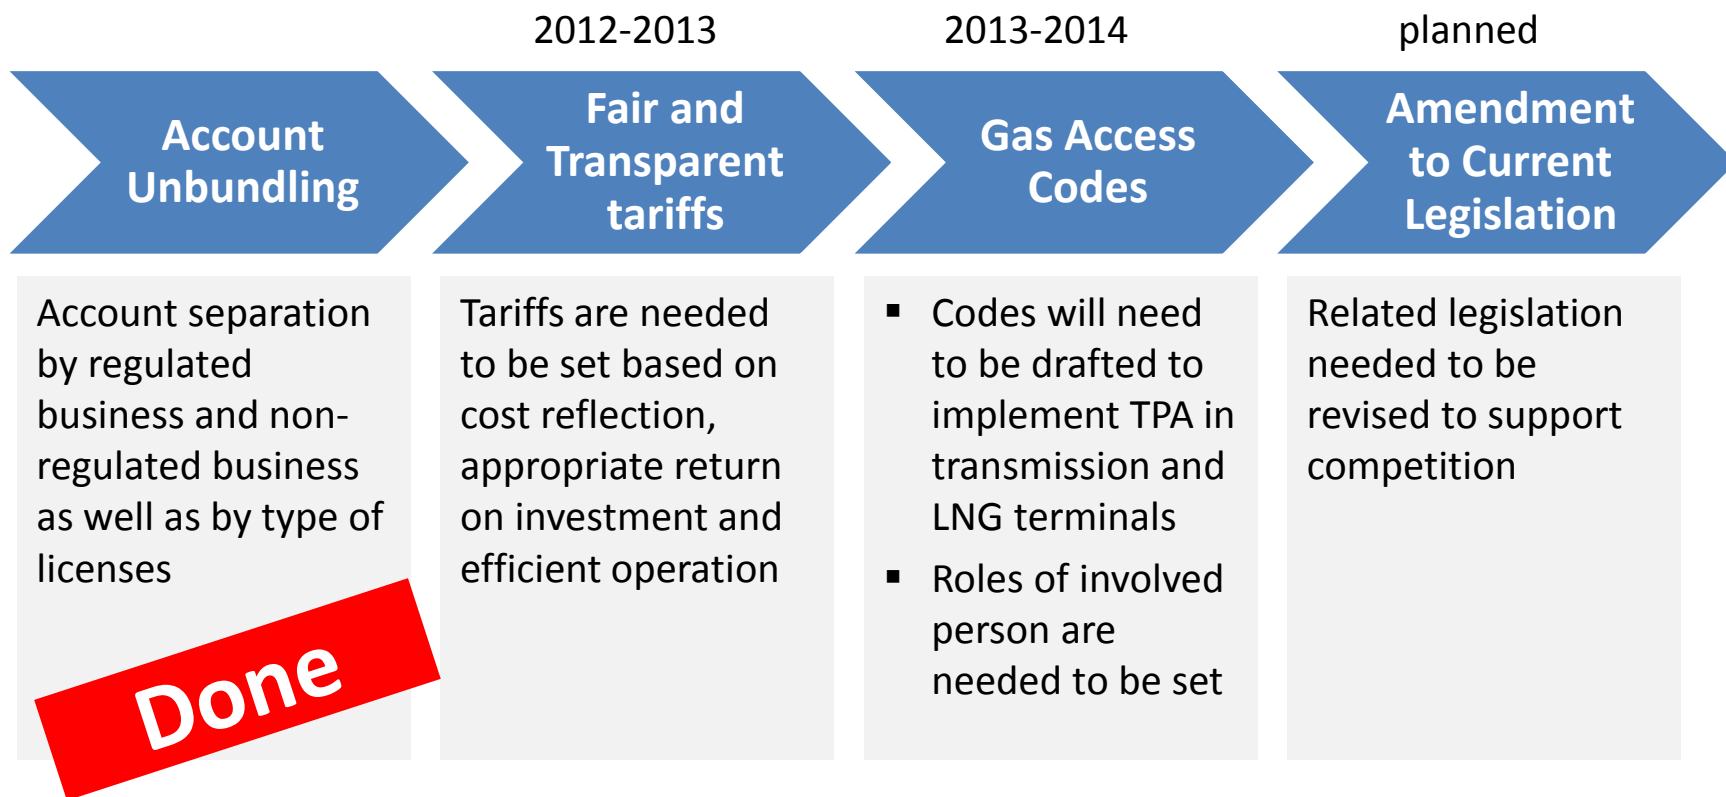 2012-2013
2013-2014
planned
Account
Unbundling
Fair and
Transparent
tariffs
Gas Access
Codes
Amendment
to Current
Legislation
Account separation
by regulated
business and non-
regulated business
as well as by type of
licenses
Done
Tariffs are needed
to be set based on
cost reflection,
appropriate return
on investment and
efficient operation
▪ Codes will need
to be drafted to
implement TPA in
transmission and
LNG terminals
▪ Roles of involved
person are
needed to be set
Related legislation
needed to be
revised to support
competition